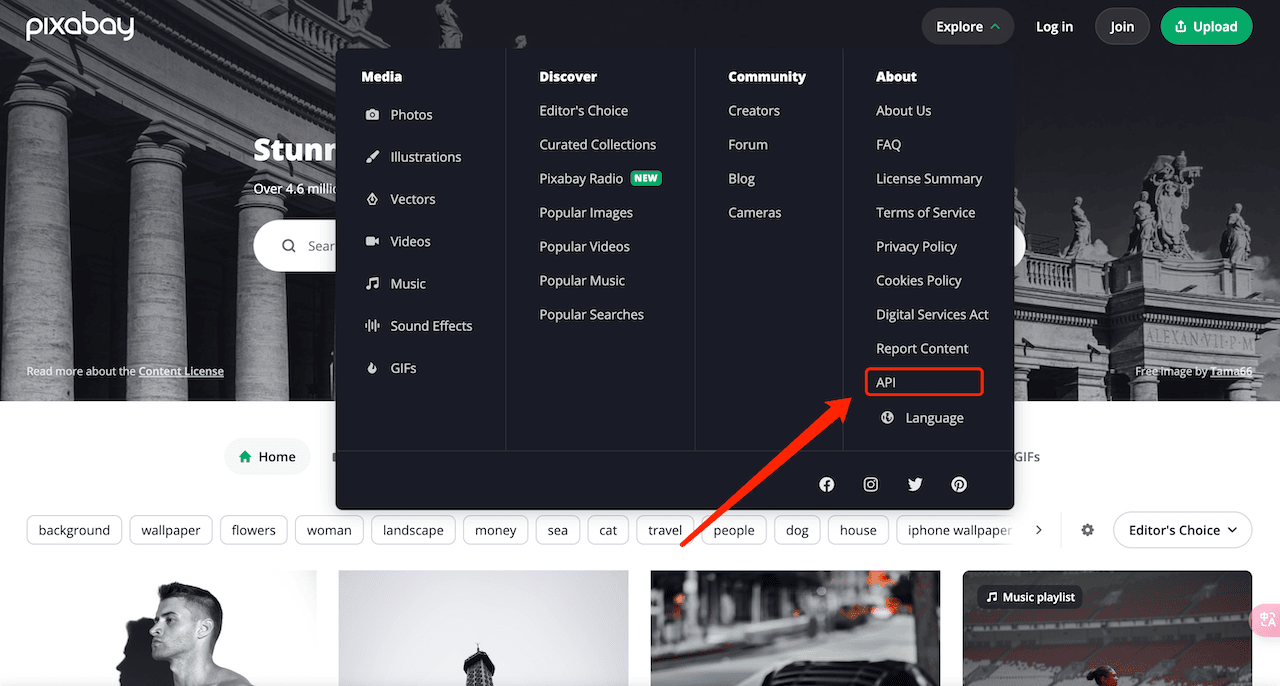 pixabay
Explore
Log in
Join
Upload
Media
Photos
Illustrations
Vectors
Videos
Music
Sound Effects
GIFs
Discover
Editor's Choice
Curated Collections
Pixabay Radio NEW
Popular Images
Popular Videos
Popular Music
Popular Searches
Community
Creators
Forum
Blog
Cameras
About
About Us
FAQ
License Summary
Terms of Service
Privacy Policy
Cookies Policy
Digital Services Act
Report Content
API
Language
Stunn
Over 4.6 millio
Sear
ALEXAN·VII·P·M
Read more about the Content License
Free image by Tama66
Home
GIFs
background
wallpaper
flowers
woman
landscape
money
sea
cat
travel
people
dog
house
iphone wallpaper
Editor's Choice
Music playlist
中A